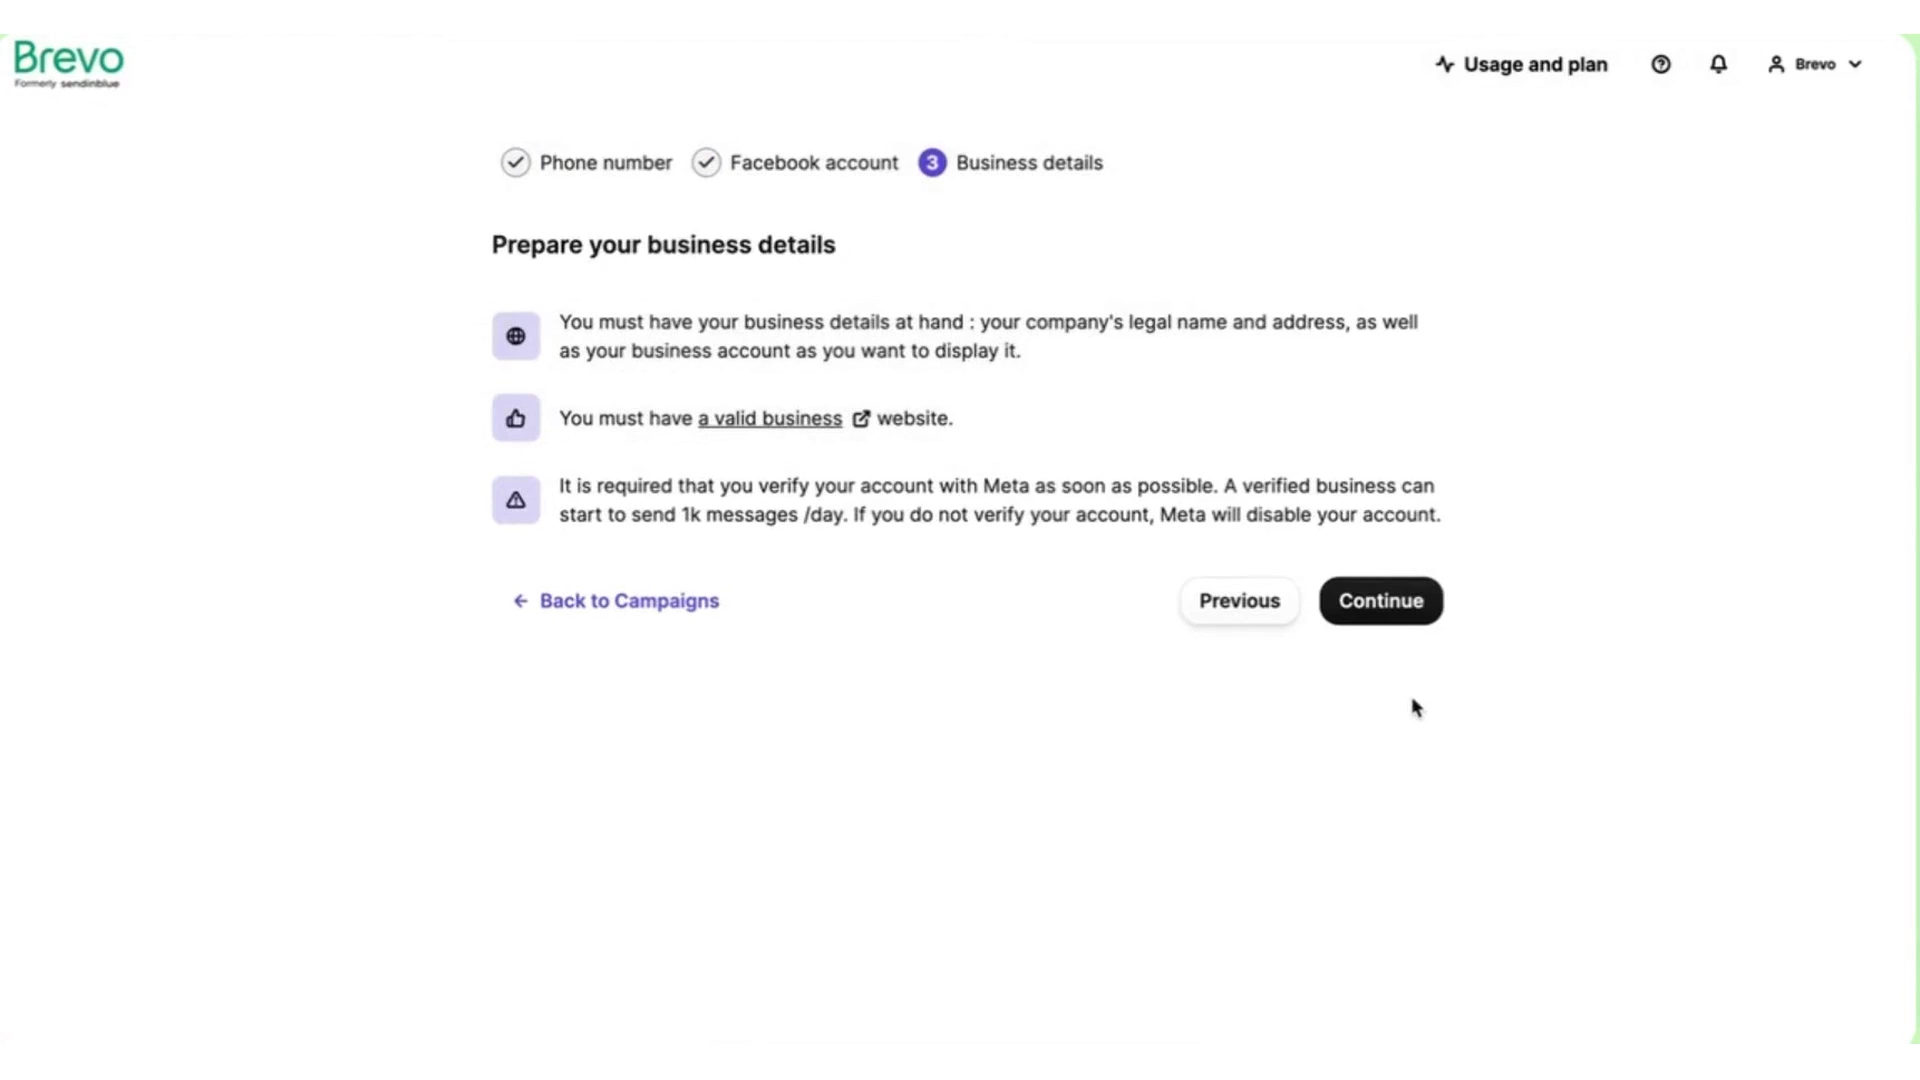 Brevo
Formerly sendinblue
Usage and plan
Brevo
Phone number
Facebook account
3 Business details
Prepare your business details
You must have your business details at hand : your company's legal name and address, as well
as your business account as you want to display it.
You must have a valid business website.
It is required that you verify your account with Meta as soon as possible. A verified business can
start to send 1k messages /day. If you do not verify your account, Meta will disable your account.
Back to Campaigns
Previous
Continue